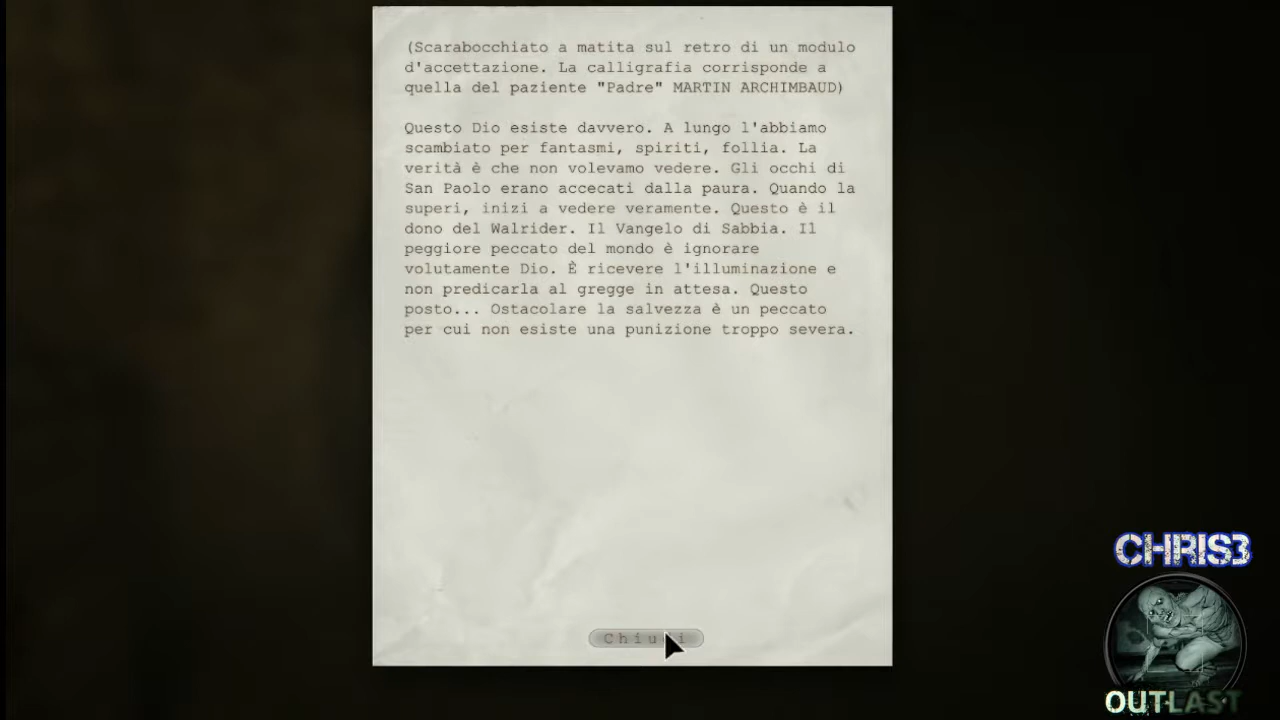 (Scarabocchiato a matita sul retro di un modulo
d'accettazione. La calligrafia corrisponde a
quella del paziente "Padre" MARTIN ARCHIMBAUD)
Questo Dio esiste davvero. A lungo l'abbiamo
scambiato per fantasmi, spiriti, follia. La
verità è che non volevamo vedere. Gli occhi di
San Paolo erano accecati dalla paura. Quando la
superi, inizi a vedere veramente. Questo è il
dono del Walrider. Il Vangelo di Sabbia. Il
peggiore peccato del mondo è ignorare
volutamente Dio. È ricevere l'illuminazione e
non predicarla al gregge in attesa. Questo
posto... Ostacolare la salvezza è un peccato
per cui non esiste una punizione troppo severa.
Chiudi
CHRIS3
OUTLAST